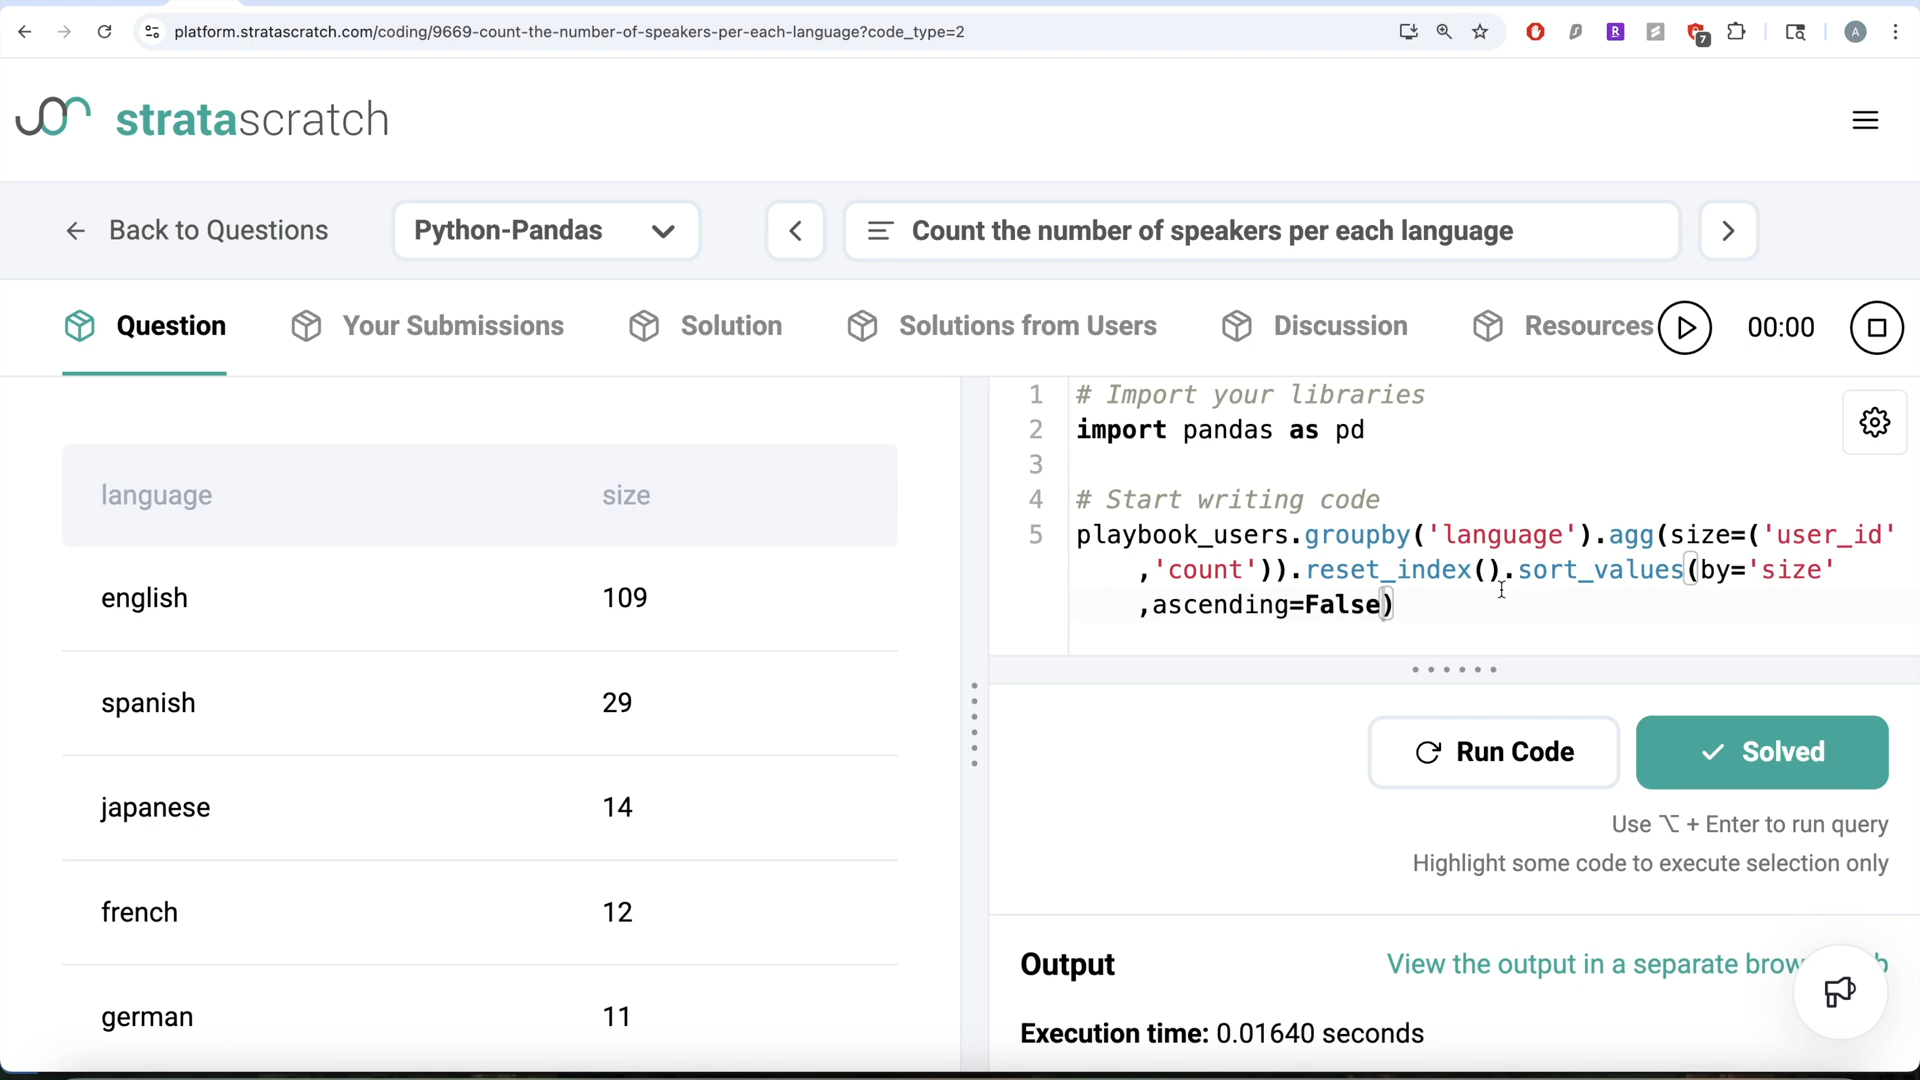 platform.stratascratch.com/coding/9669-count-the-number-of-speakers-per-each-language?code_type=2
R
7
A
stratascratch
Back to Questions
Python-Pandas
Count the number of speakers per each language
Question
Your Submissions
Solution
Solutions from Users
Discussion
Resources
00:00
language size
english 109
spanish 29
japanese 14
french 12
german 11
1 # Import your libraries
2 import pandas as pd
3
4 # Start writing code
5 playbook_users.groupby('language').agg(size=('user_id'
,'count')).reset_index().sort_values(by='size'
,ascending=False)
Run Code
Solved
Use ⌥ + Enter to run query
Highlight some code to execute selection only
Output
View the output in a separate
Execution time: 0.01640 seconds